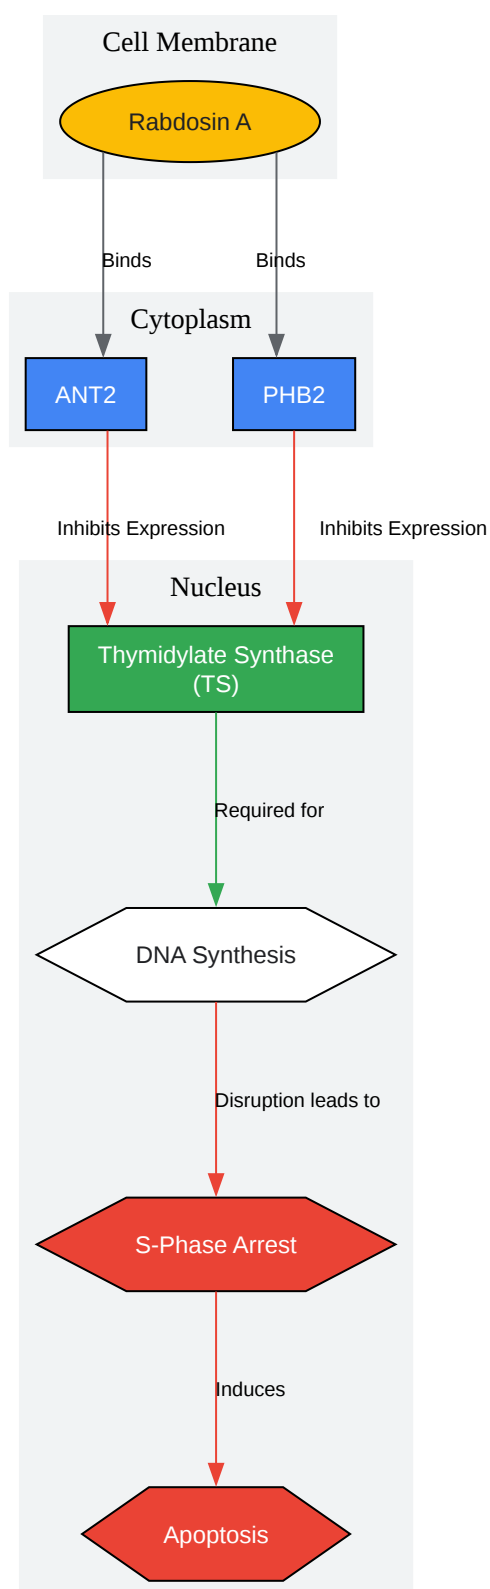 Cell Membrane
Rabdosin A
Binds
Binds
Cytoplasm
ANT2
PHB2
Inhibits Expression
Inhibits Expression
Nucleus
Thymidylate Synthase
(TS)
Required for
DNA Synthesis
Disruption leads to
S-Phase Arrest
Induces
Apoptosis